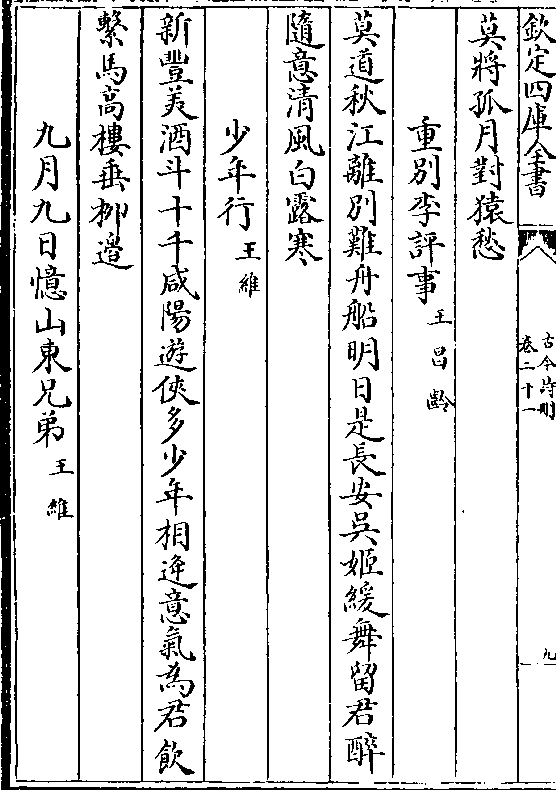 欽定四庫全書
古今詩刪
卷二十一
九
莫將孤月對猿愁
重別李評事 王昌齡
莫道秋江離別難舟船明日是長安吳姬緩舞留君醉
隨意清風白露寒
少年行 王維
新豐美酒斗十千咸陽遊俠多少年相逢意氣為君飲
繫馬高樓垂柳邉
九月九日憶山東兄弟 王維